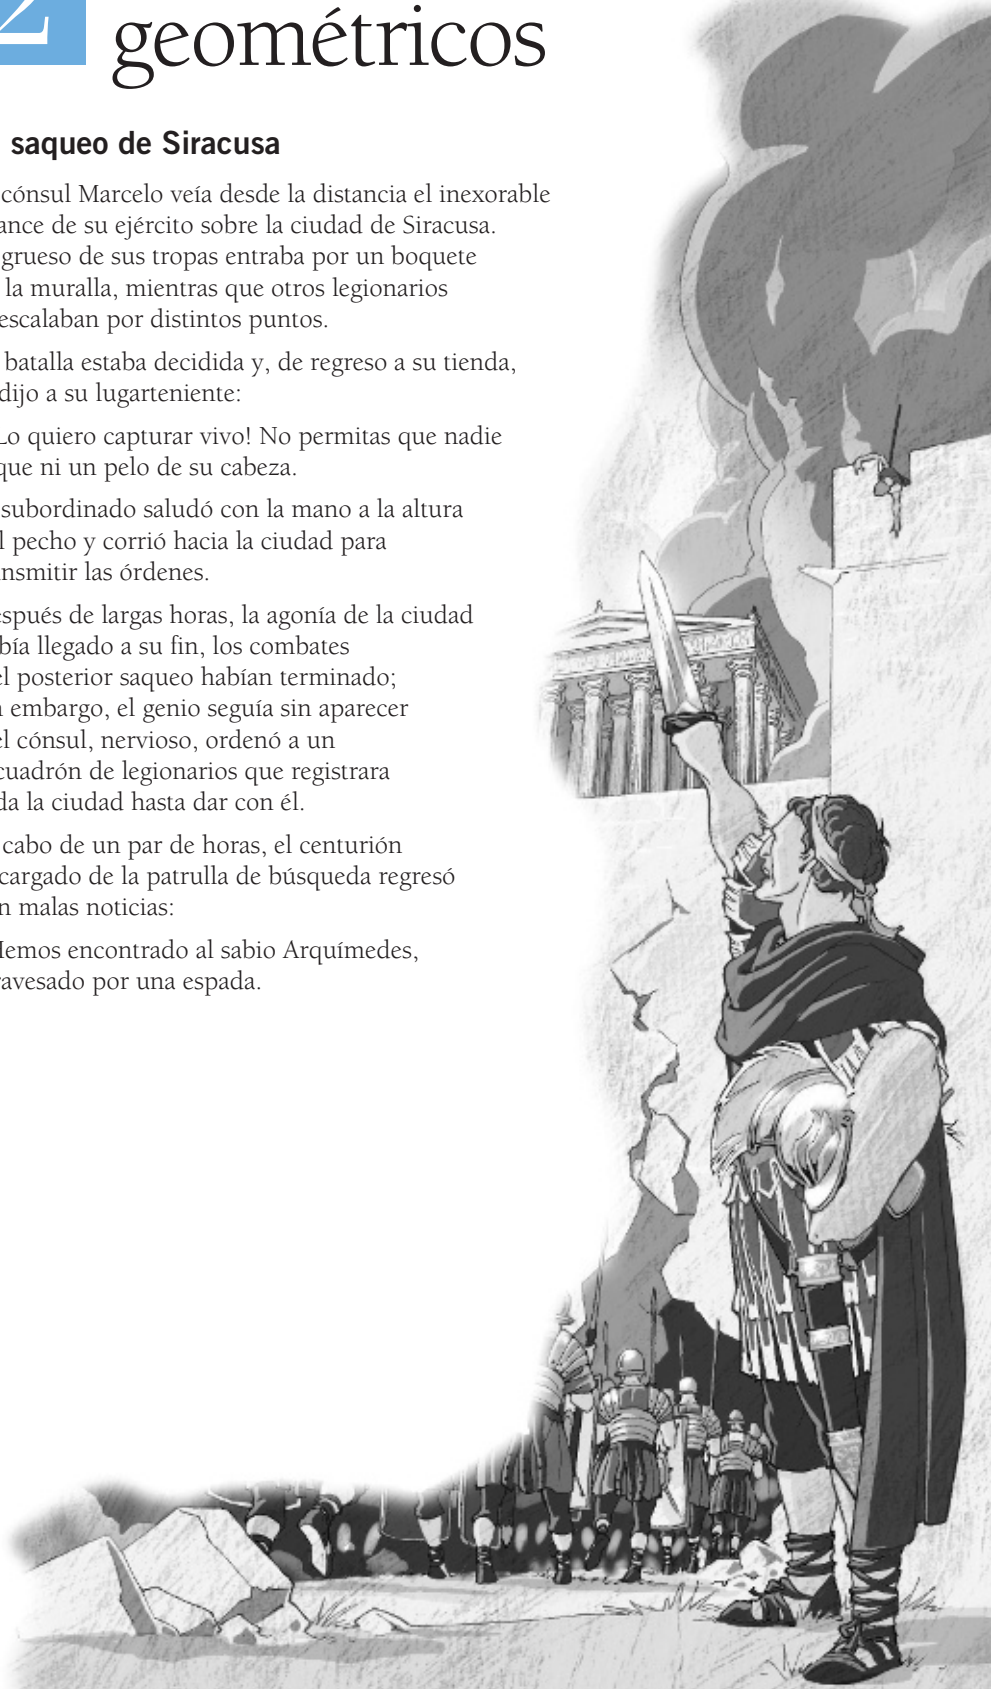 2
geométricos
saqueo de Siracusa
cónsul Marcelo veía desde la distancia el inexorable
ance de su ejército sobre la ciudad de Siracusa.
grueso de sus tropas entraba por un boquete
la muralla, mientras que otros legionarios
escalaban por distintos puntos.
batalla estaba decidida y, de regreso a su tienda,
dijo a su lugarteniente:
Lo quiero capturar vivo! No permitas que nadie
que ni un pelo de su cabeza.
subordinado saludó con la mano a la altura
l pecho y corrió hacia la ciudad para
nsmitir las órdenes.
espués de largas horas, la agonía de la ciudad
bía llegado a su fin, los combates
el posterior saqueo habían terminado;
n embargo, el genio seguía sin aparecer
el cónsul, nervioso, ordenó a un
cuadrón de legionarios que registrara
da la ciudad hasta dar con él.
cabo de un par de horas, el centurión
cargado de la patrulla de búsqueda regresó
n malas noticias:
Hemos encontrado al sabio Arquímedes,
ravesado por una espada.